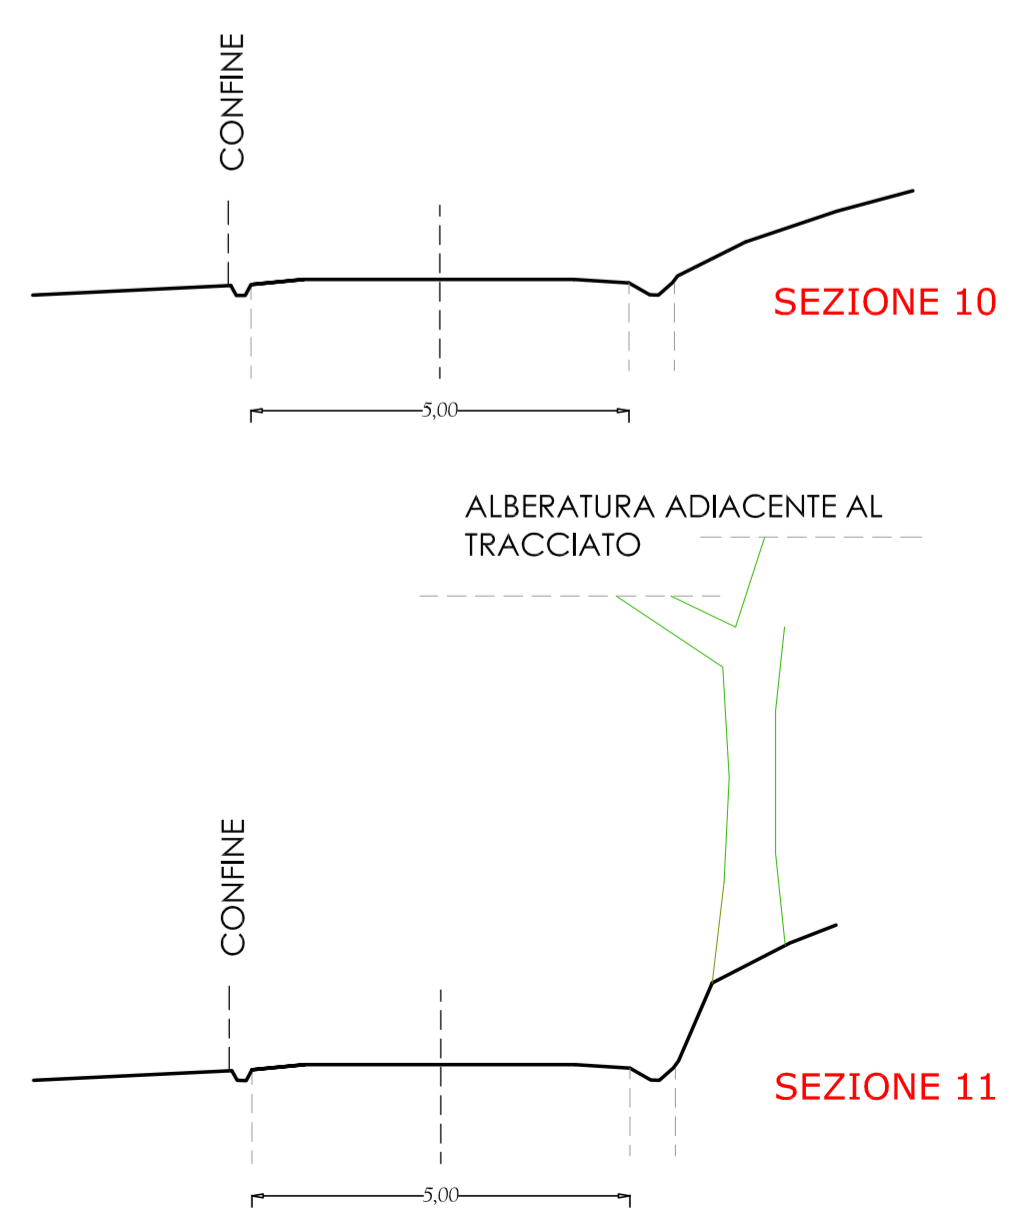 CONFINE
SEZIONE 10
5,00
ALBERATURA ADIACENTE AL
TRACCIATO
CONFINE
SEZIONE 11
5,00